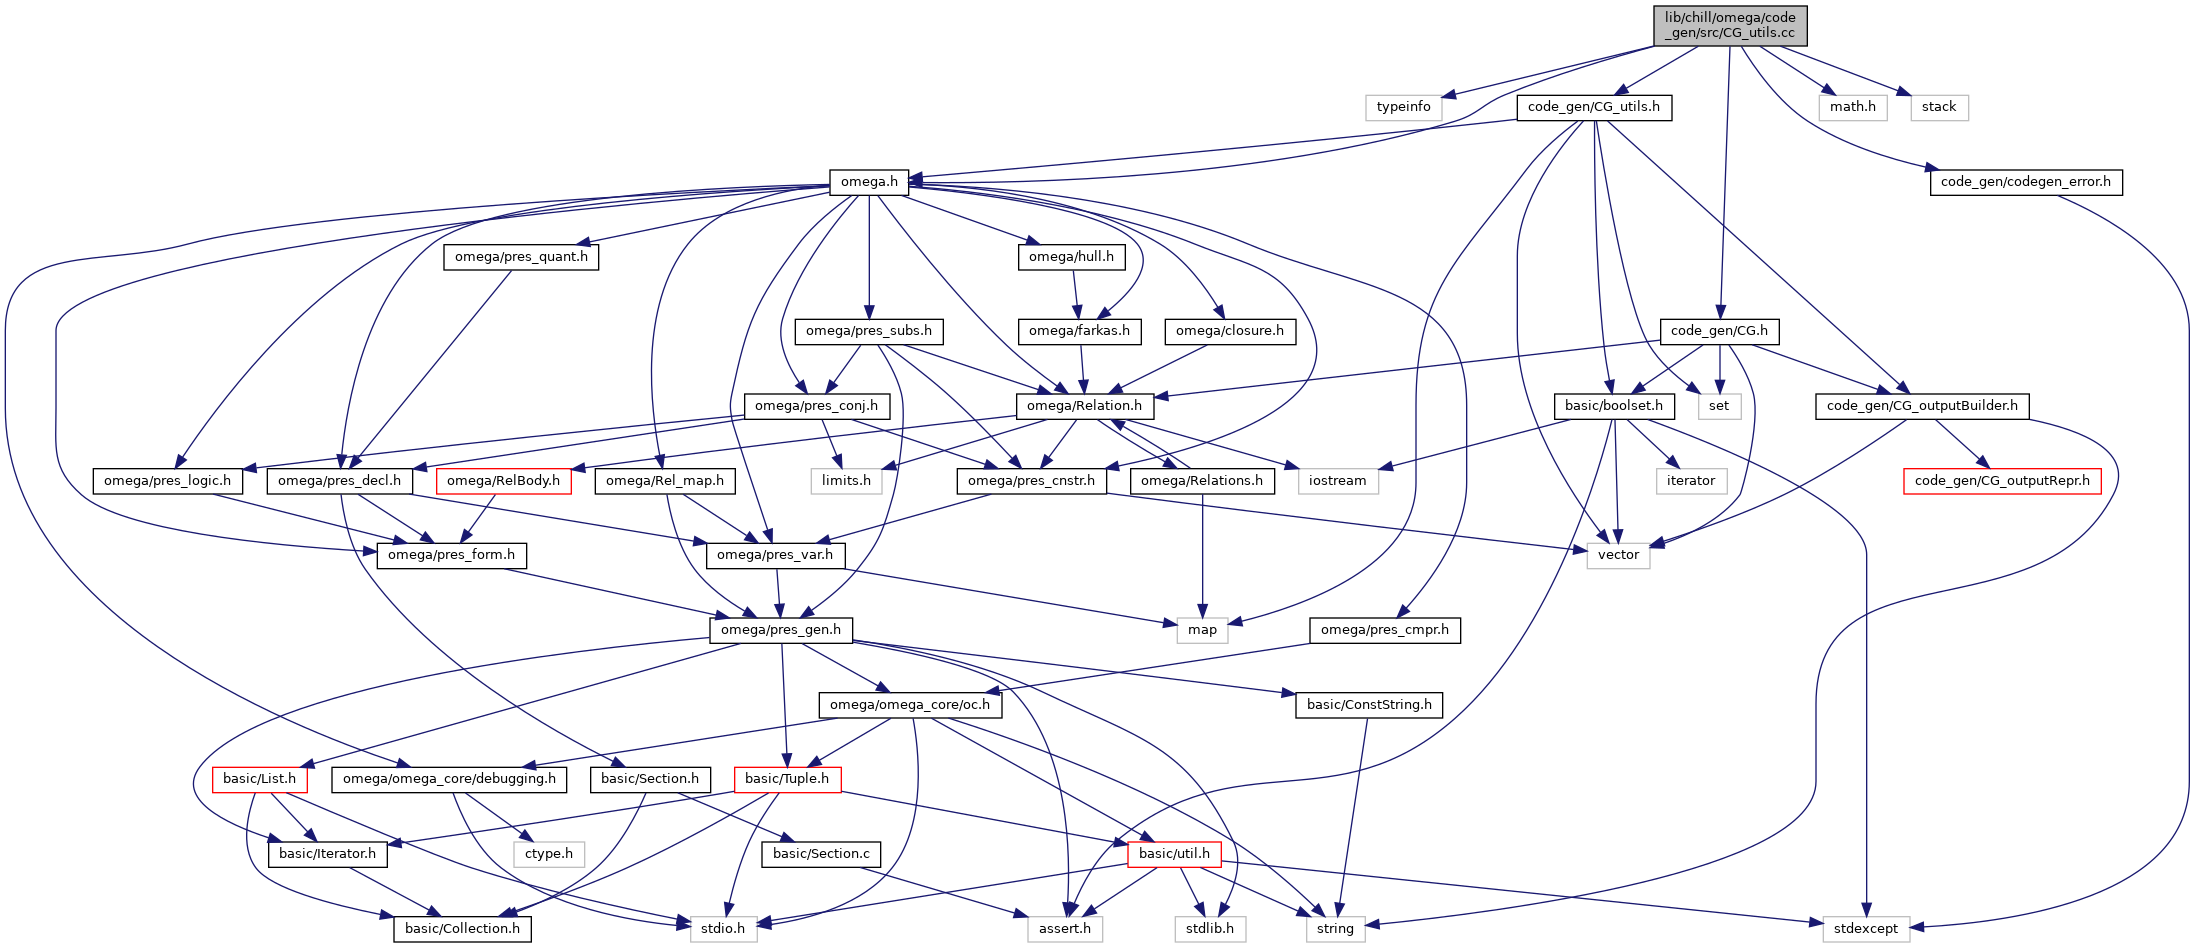 lib/chill/omega/code
_gen/src/CG_utils.cc
typeinfo
code_gen/CG_utils.h
math.h
stack
omega.h
code_gen/codegen_error.h
omega/pres_quant.h
omega/hull.h
omega/pres_subs.h
omega/farkas.h
omega/closure.h
code_gen/CG.h
omega/pres_conj.h
omega/Relation.h
basic/boolset.h
set
code_gen/CG_outputBuilder.h
omega/pres_logic.h
omega/pres_decl.h
omega/RelBody.h
omega/Rel_map.h
limits.h
omega/pres_cnstr.h
omega/Relations.h
iostream
iterator
code_gen/CG_outputRepr.h
omega/pres_form.h
omega/pres_var.h
vector
omega/pres_gen.h
map
omega/pres_cmpr.h
omega/omega_core/oc.h
basic/ConstString.h
basic/List.h
omega/omega_core/debugging.h
basic/Section.h
basic/Tuple.h
basic/Iterator.h
ctype.h
basic/Section.c
basic/util.h
basic/Collection.h
stdio.h
assert.h
stdlib.h
string
stdexcept